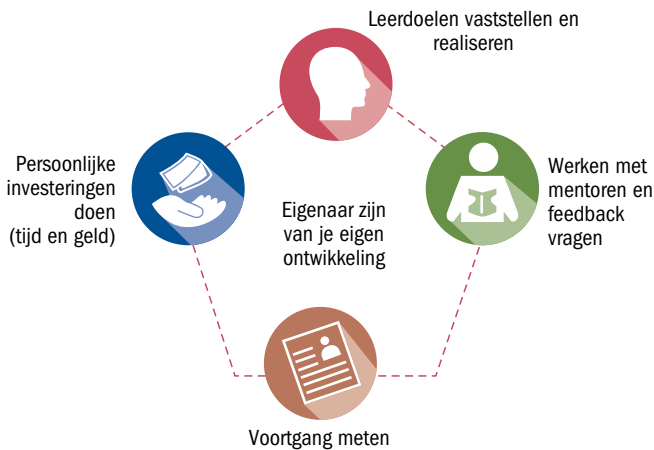 Leerdoelen vaststellen en
realiseren
Persoonlijke
investeringen
doen
(tijd en geld)
Eigenaar zijn
van je eigen
ontwikkeling
Werken met
mentoren en
feedback
vragen
Voortgang meten